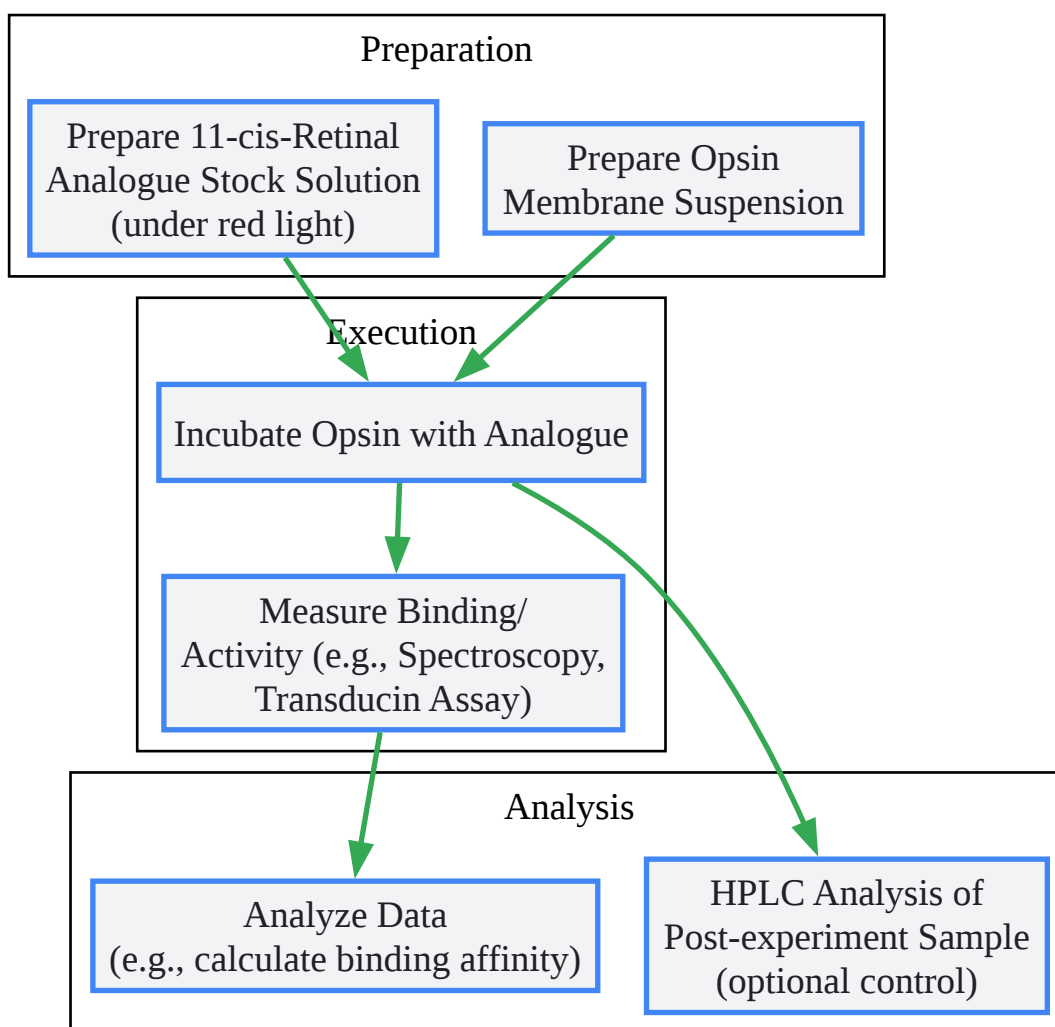 Preparation
Prepare 11-cis-Retinal
Analogue Stock Solution
(under red light)
Prepare Opsin
Membrane Suspension
Execution
Incubate Opsin with Analogue
Measure Binding/
Activity (e.g., Spectroscopy,
Transducin Assay)
Analysis
Analyze Data
(e.g., calculate binding affinity)
HPLC Analysis of
Post-experiment Sample
(optional control)